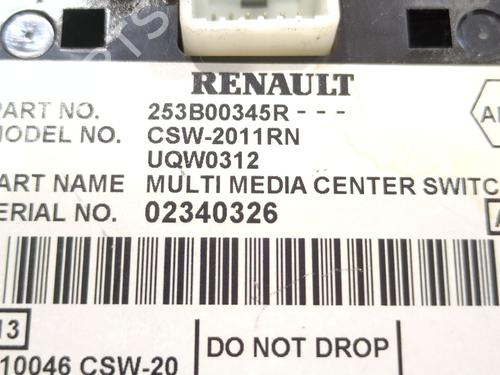 RENAULT
PART NO. 253B00345R - - -
MODEL NO. CSW-2011RN
UQW0312
PART NAME MULTI MEDIA CENTER SWITC
SERIAL NO. 02340326
13
10046 CSW-20
DO NOT DROP